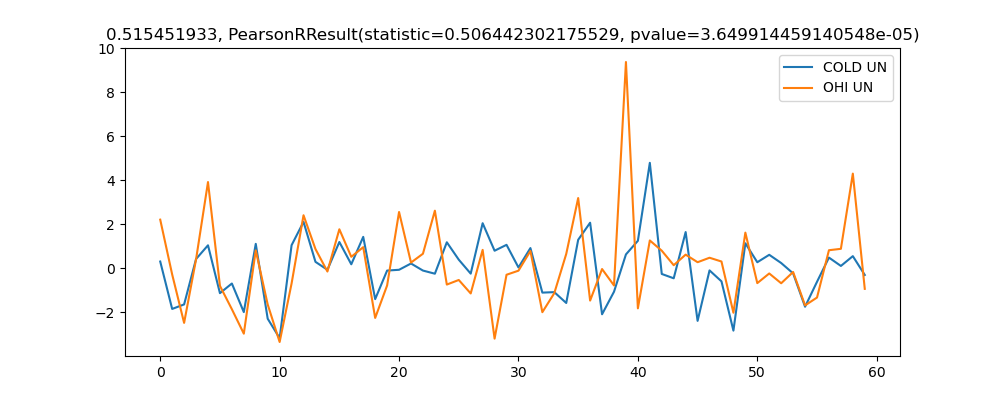 0.515451933, PearsonRResult(statistic=0.506442302175529, pvalue=3.649914459140548e-05)
COLD UN
OHI UN
10
8
6
4
2
0
−2
0 10 20 30 40 50 60